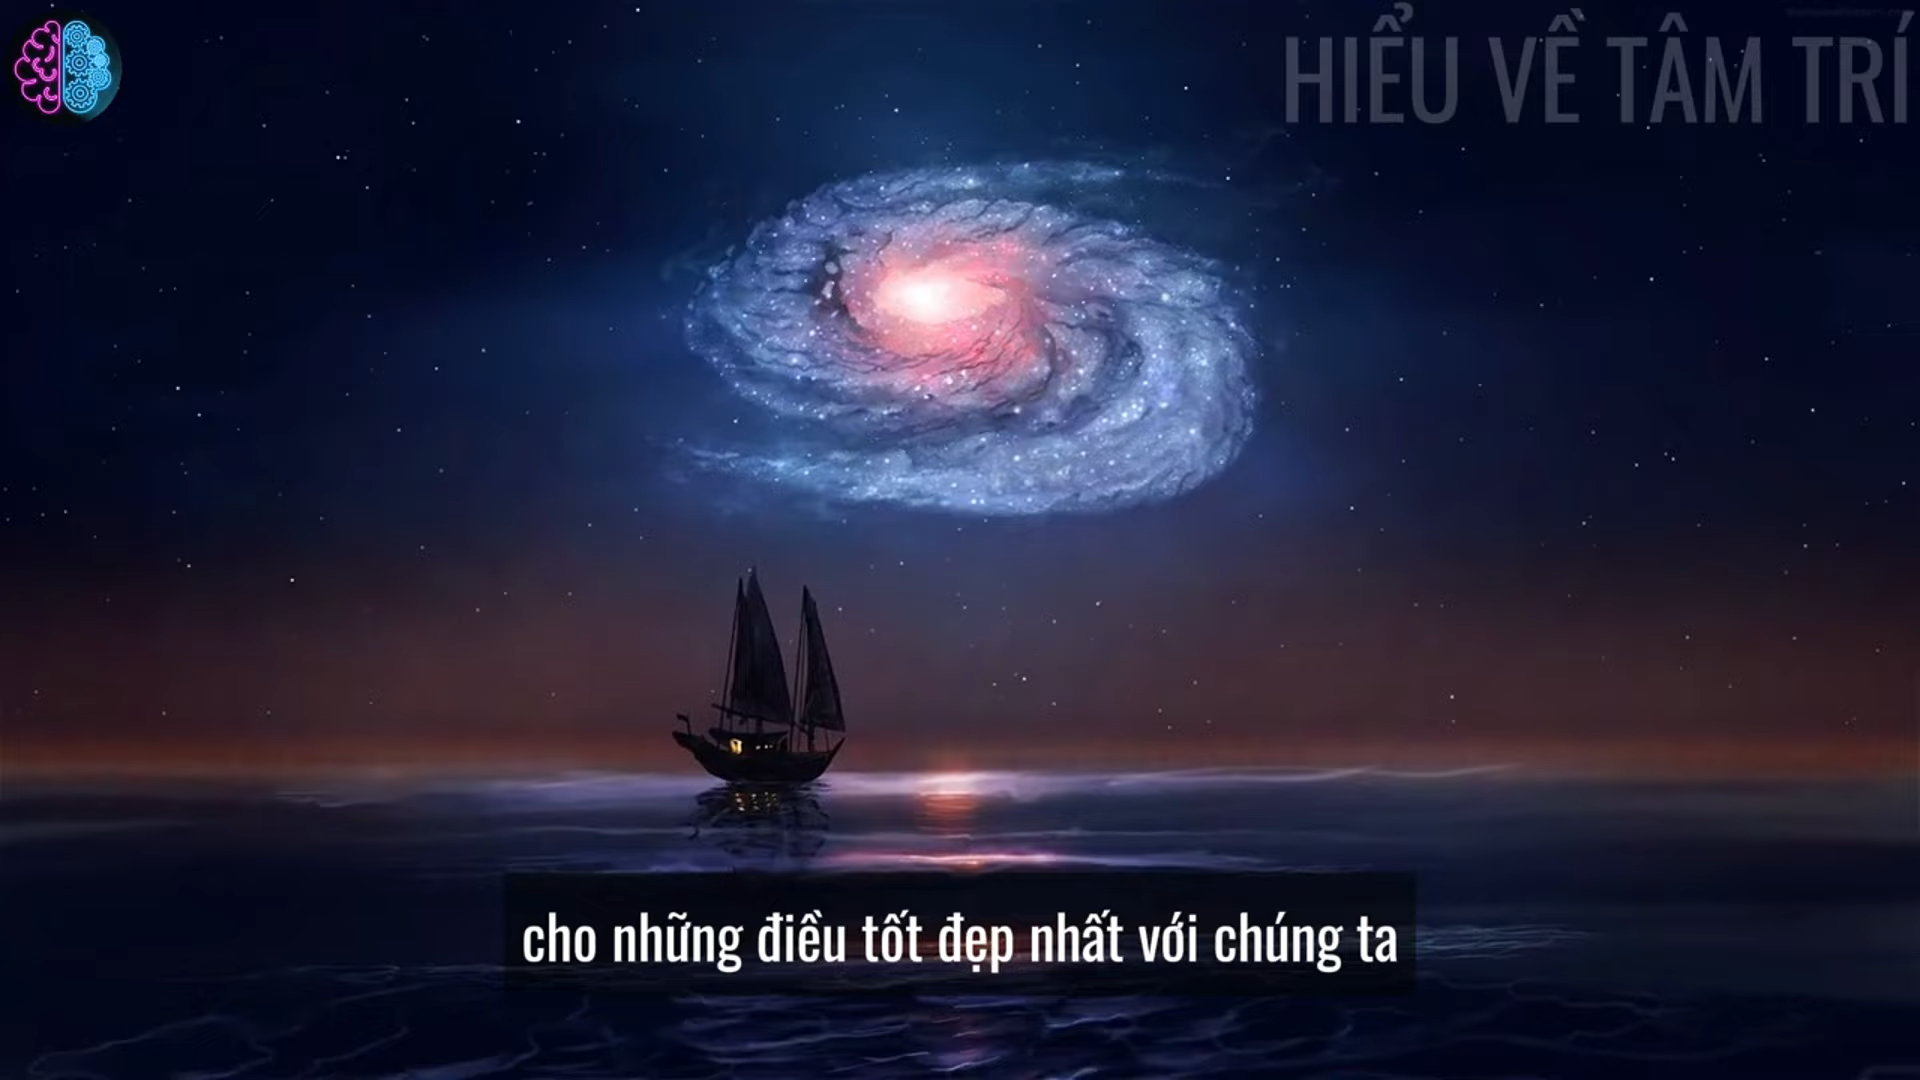 HIỂU VỀ TÂM TRÍ
cho những điều tốt đẹp nhất với chúng ta